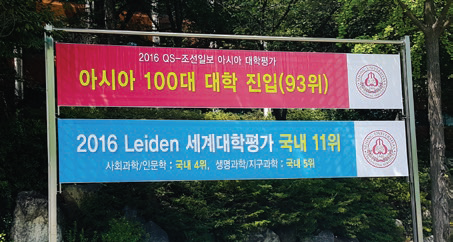 2016 QS-조선일보 아시아 대학평가
아시아 100대 대학 진입(93위)
2016 Leiden 세계대학평가 국내 11위
사회과학/인문학 : 국내 4위, 생명과학/지구과학 : 국내 5위